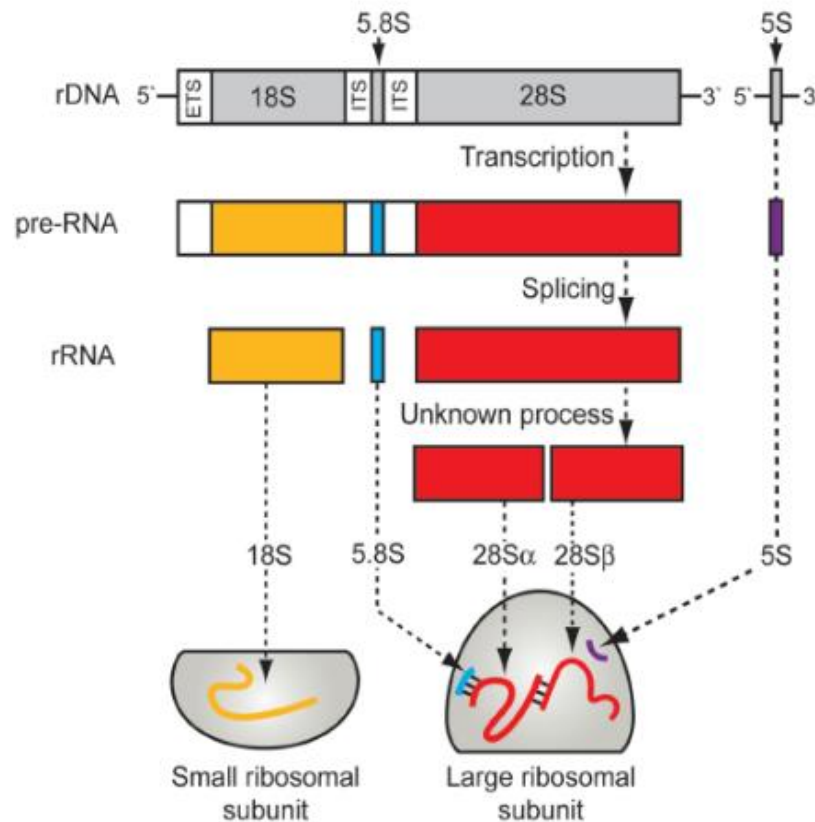 5.8S
5S
rDNA 5` ETS 18S ITS ITS 28S 3` 5` 3
Transcription
pre-RNA
Splicing
rRNA
Unknown process
18S 5.8S 28Sα 28Sβ 5S
Small ribosomal
subunit
Large ribosomal
subunit